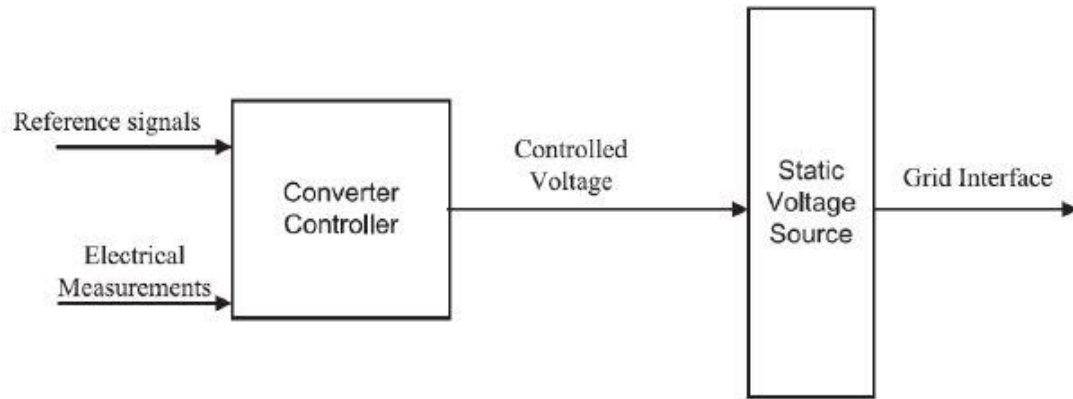 Reference signals
Electrical
Measurements
Converter
Controller
Controlled
Voltage
Static
Voltage
Source
Grid Interface